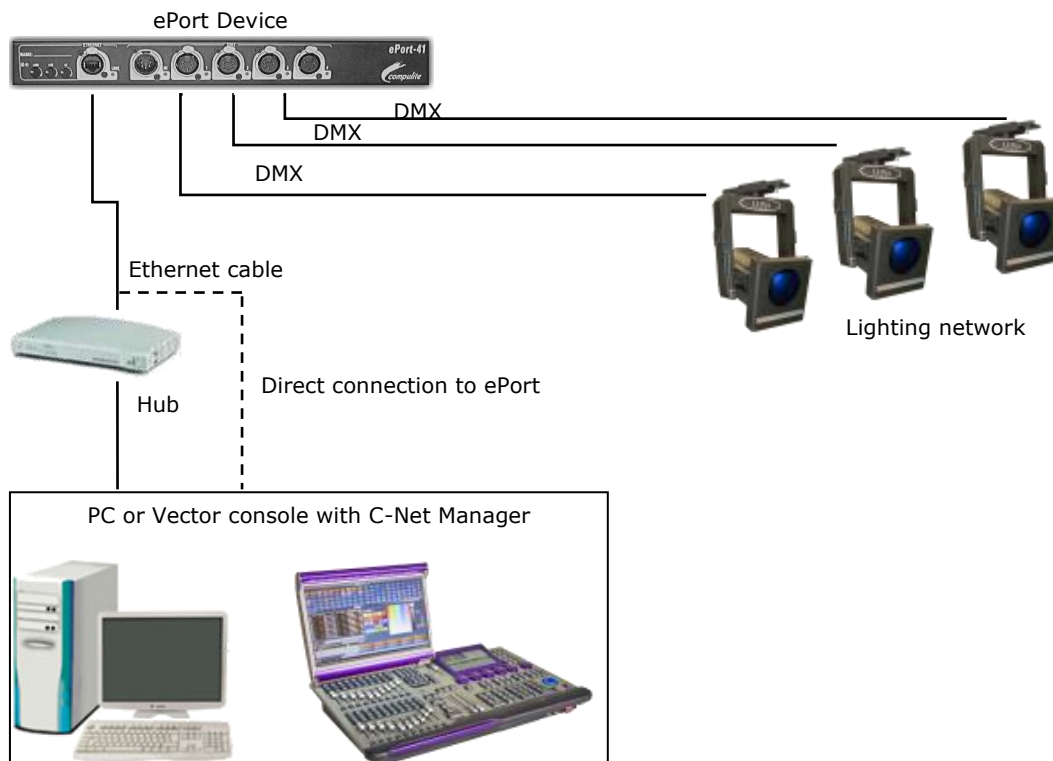 ePort Device
ETHERNET
ePort-41
compulite
DMX
DMX
DMX
Ethernet cable
Lighting network
Direct connection to ePort
Hub
PC or Vector console with C-Net Manager